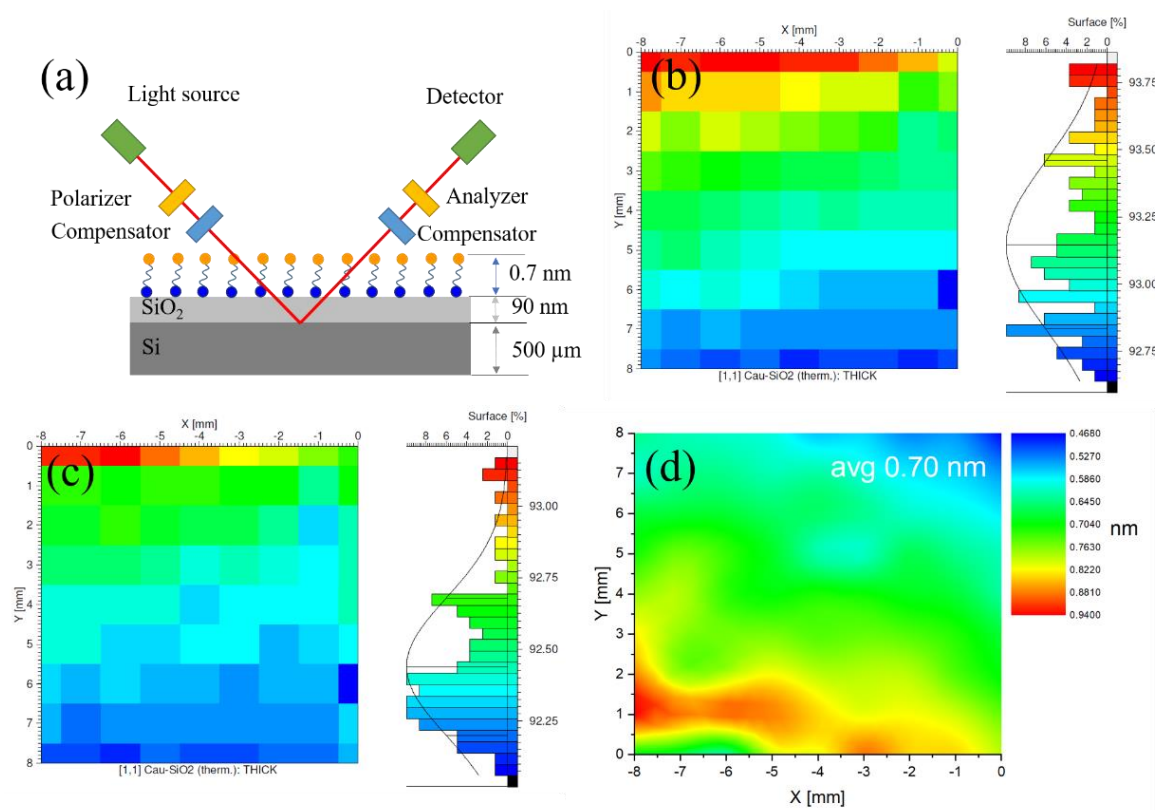 (a)
Light source
Detector
Polarizer
Analyzer
Compensator
Compensator
0.7 nm
SiO2
90 nm
Si
500 µm
(b)
X [mm]
-8 -7 -6 -5 -4 -3 -2 -1 0
Y [mm]
0
1
2
3
4
5
6
7
8
[1,1] Cau-SiO2 (therm.): THICK
Surface [%]
8 6 4 2 0
93.75
93.50
93.25
93.00
92.75
(c)
X [mm]
-8 -7 -6 -5 -4 -3 -2 -1 0
Y [mm]
0
1
2
3
4
5
6
7
8
[1,1] Cau-SiO2 (therm.): THICK
Surface [%]
8 6 4 2 0
93.00
92.75
92.50
92.25
(d)
avg 0.70 nm
8
7
6
5
4
3
2
1
0
Y [mm]
-8 -7 -6 -5 -4 -3 -2 -1 0
X [mm]
0.4680
0.5270
0.5860
0.6450
0.7040
0.7630
0.8220
0.8810
0.9400
nm